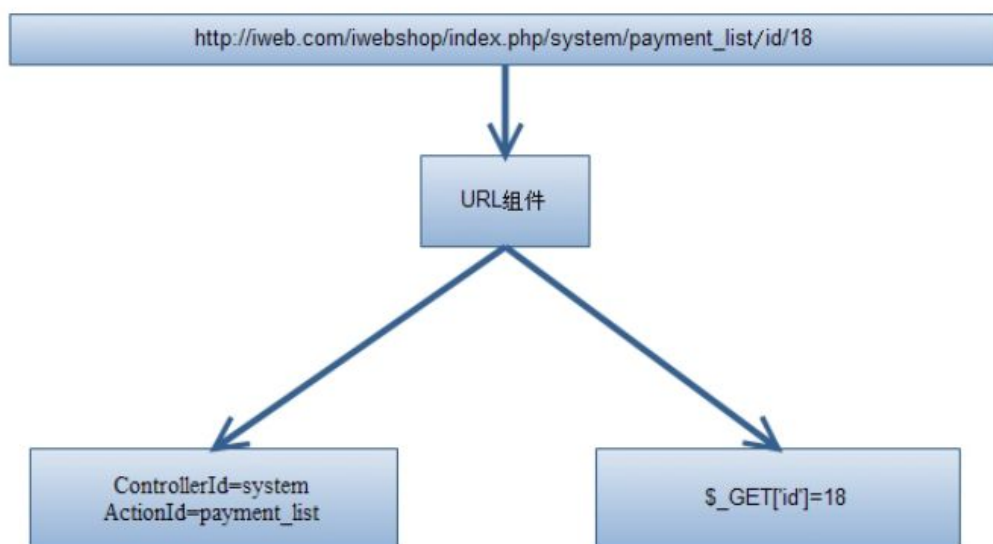 http://iweb.com/iwebshop/index.php/system/payment_list/id/18
URL组件
ControllerId=system
ActionId=payment_list
$_GET['id']=18